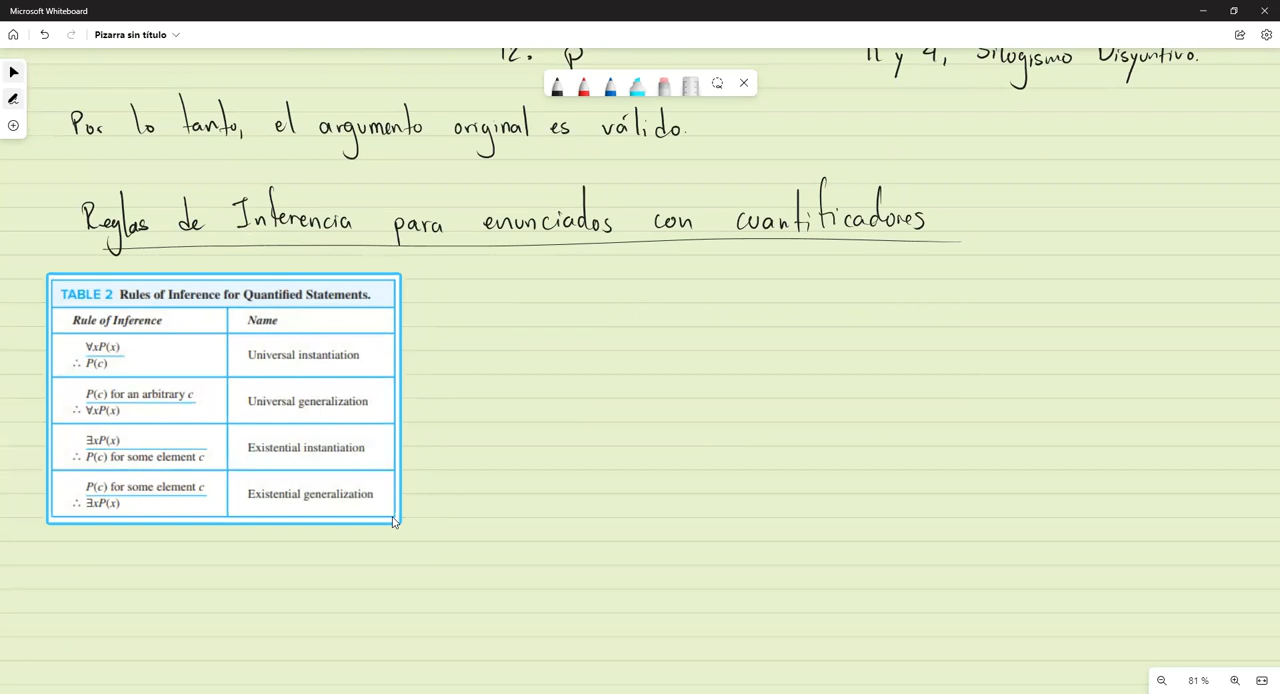 Microsoft Whiteboard
Pizarra sin título
12. p
11 y 4, Silogismo Disyuntivo.
Por lo tanto, el argumento original es válido.
Reglas de Inferencia para enunciados con cuantificadores
TABLE 2 Rules of Inference for Quantified Statements.
Rule of Inference Name
∀xP(x)
∴ P(c)
Universal instantiation
P(c) for an arbitrary c
∴ ∀xP(x)
Universal generalization
∃xP(x)
∴ P(c) for some element c
Existential instantiation
P(c) for some element c
∴ ∃xP(x)
Existential generalization
81 %